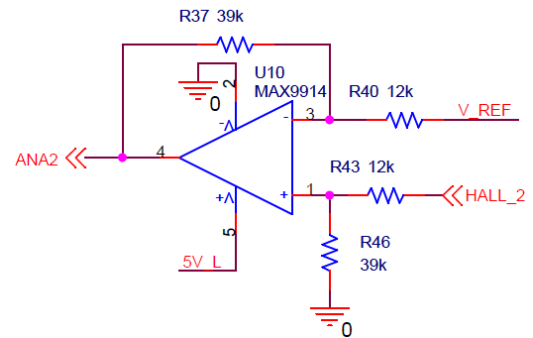 R37 39k
0
2
U10
MAX9914
-V
-
3
R40 12k
V_REF
ANA2
4
R43 12k
+V
+
1
HALL_2
5
5V_L
R46
39k
0